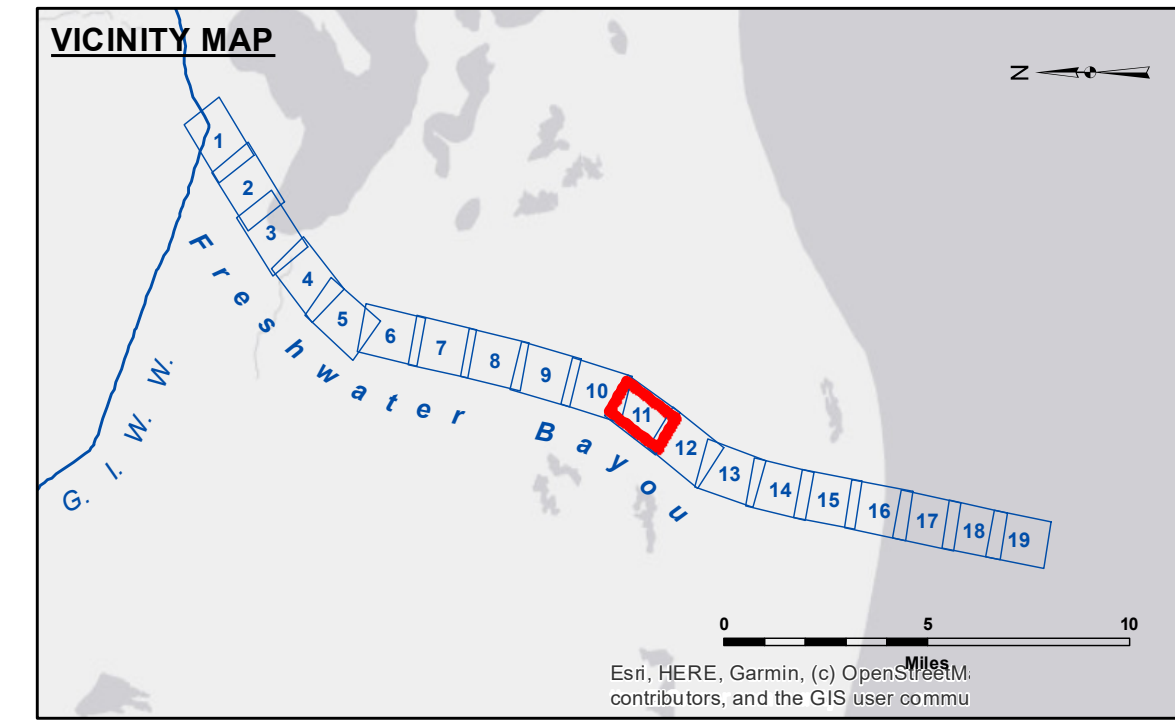 VICINITY MAP
N
1
2
3
4
5
6
7
8
9
10
11
12
13
14
15
16
17
18
19
Freshwater Bayou
G. I. W. W.
0 5 10
Miles
Esri, HERE, Garmin, (c) OpenStreetM
contributors, and the GIS user commu